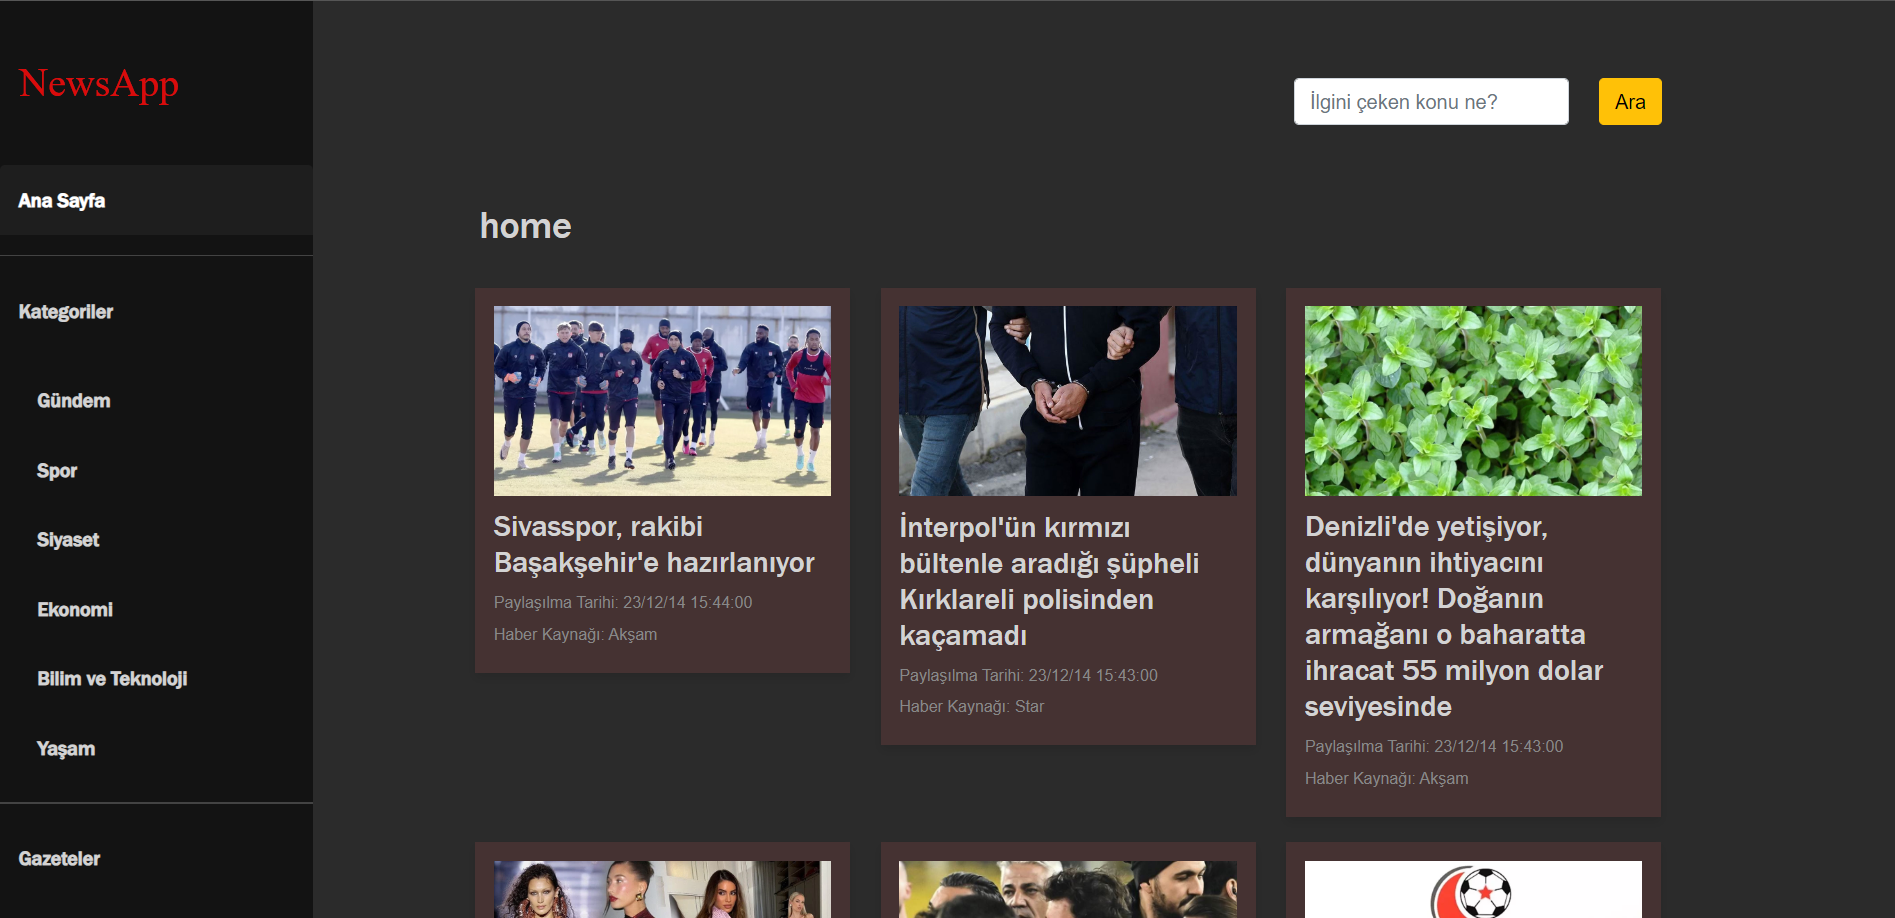 NewsApp
İlgini çeken konu ne?
Ara
Ana Sayfa
home
Kategoriler
Gündem
Spor
Siyaset
Ekonomi
Bilim ve Teknoloji
Yaşam
Gazeteler
Sivasspor, rakibi
Başakşehir'e hazırlanıyor
Paylaşılma Tarihi: 23/12/14 15:44:00
Haber Kaynağı: Akşam
İnterpol'ün kırmızı
bültenle aradığı şüpheli
Kırklareli polisinden
kaçamadı
Paylaşılma Tarihi: 23/12/14 15:43:00
Haber Kaynağı: Star
Denizli'de yetişiyor,
dünyanın ihtiyacını
karşılıyor! Doğanın
armağanı o baharatta
ihracat 55 milyon dolar
seviyesinde
Paylaşılma Tarihi: 23/12/14 15:43:00
Haber Kaynağı: Akşam